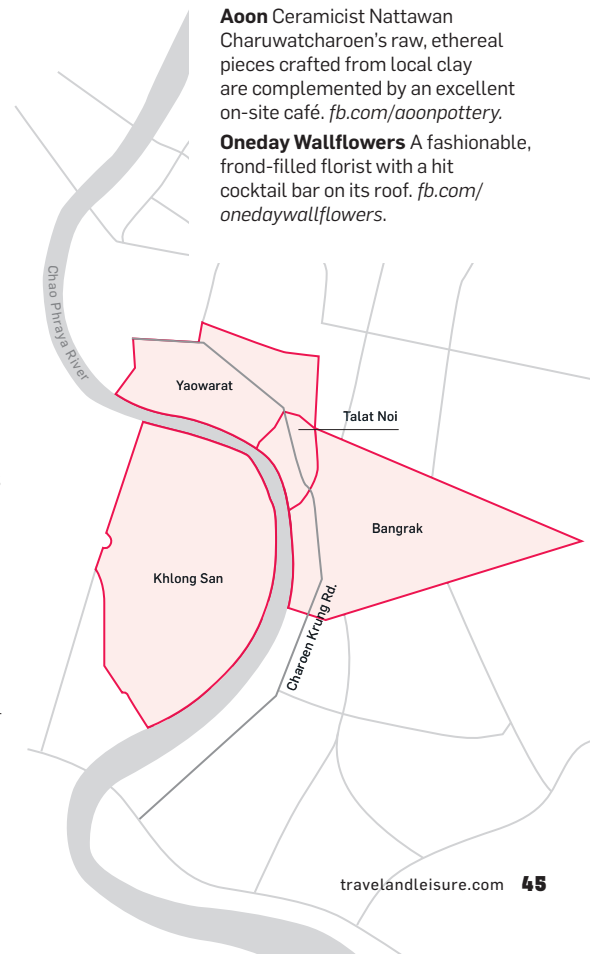 Aoon Ceramicist Nattawan
Charuwatcharoen's raw, ethereal
pieces crafted from local clay
are complemented by an excellent
on-site café. fb.com/aoonpottery.
Oneday Wallflowers A fashionable,
frond-filled florist with a hit
cocktail bar on its roof. fb.com/
onedaywallflowers.
Chao Phraya River
Yaowarat
Talat Noi
Bangrak
Khlong San
Charoen Krung Rd.
travelandleisure.com 45